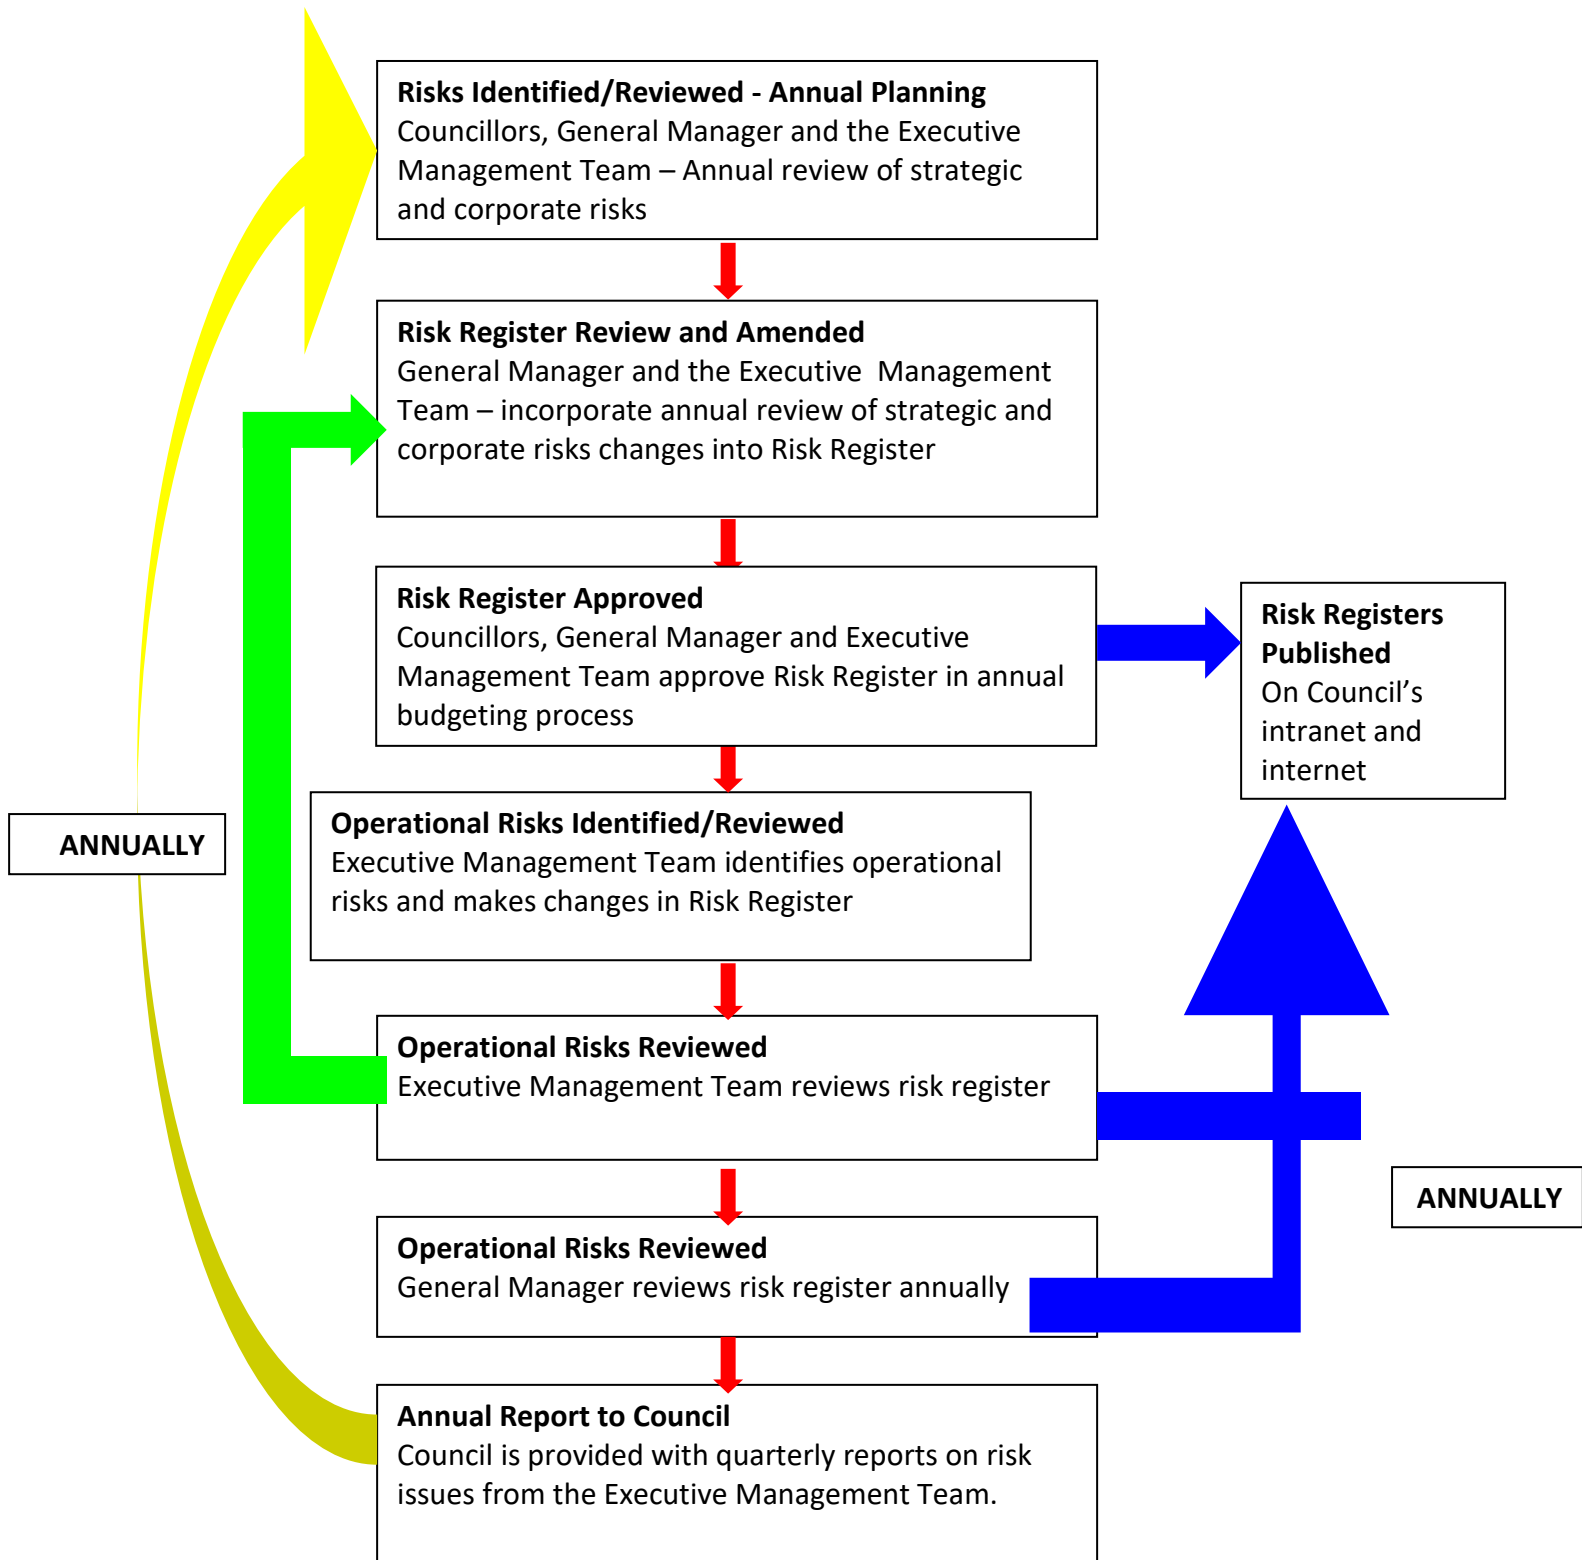 Risks Identified/Reviewed - Annual Planning
Councillors, General Manager and the Executive
Management Team – Annual review of strategic
and corporate risks
Risk Register Review and Amended
General Manager and the Executive  Management
Team – incorporate annual review of strategic and
corporate risks changes into Risk Register
Risk Register Approved
Councillors, General Manager and Executive
Management Team approve Risk Register in annual
budgeting process
Risk Registers
Published
On Council’s
intranet and
internet
ANNUALLY
Operational Risks Identified/Reviewed
Executive Management Team identifies operational
risks and makes changes in Risk Register
Operational Risks Reviewed
Executive Management Team reviews risk register
ANNUALLY
Operational Risks Reviewed
General Manager reviews risk register annually
Annual Report to Council
Council is provided with quarterly reports on risk
issues from the Executive Management Team.